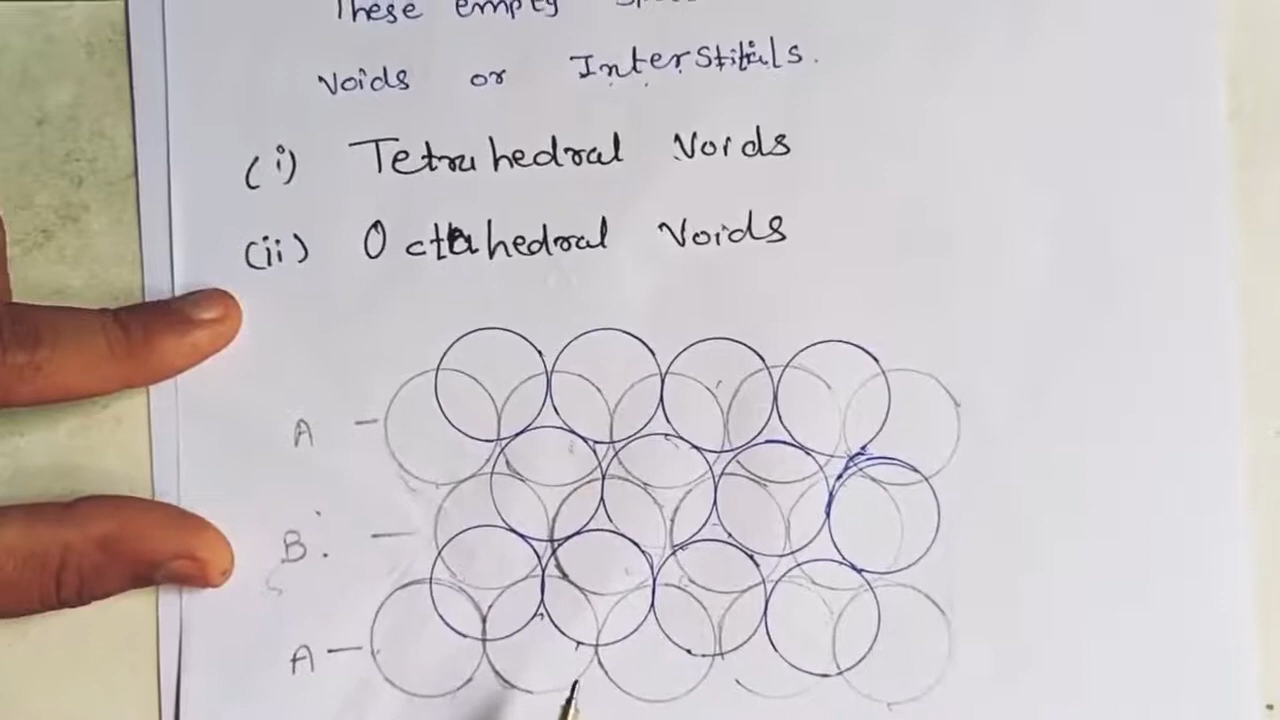 These empty
Voids or Interstitials.
(i) Tetrahedral Voids
(ii) Octahedral Voids
A -
B. -
A -